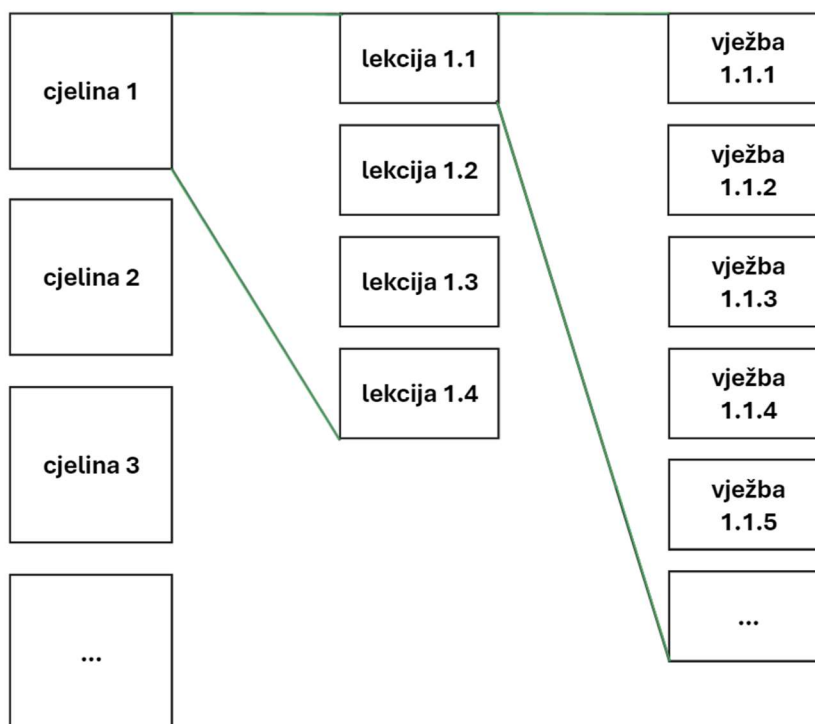 cjelina 1
cjelina 2
cjelina 3
...
lekcija 1.1
lekcija 1.2
lekcija 1.3
lekcija 1.4
vježba
1.1.1
vježba
1.1.2
vježba
1.1.3
vježba
1.1.4
vježba
1.1.5
...